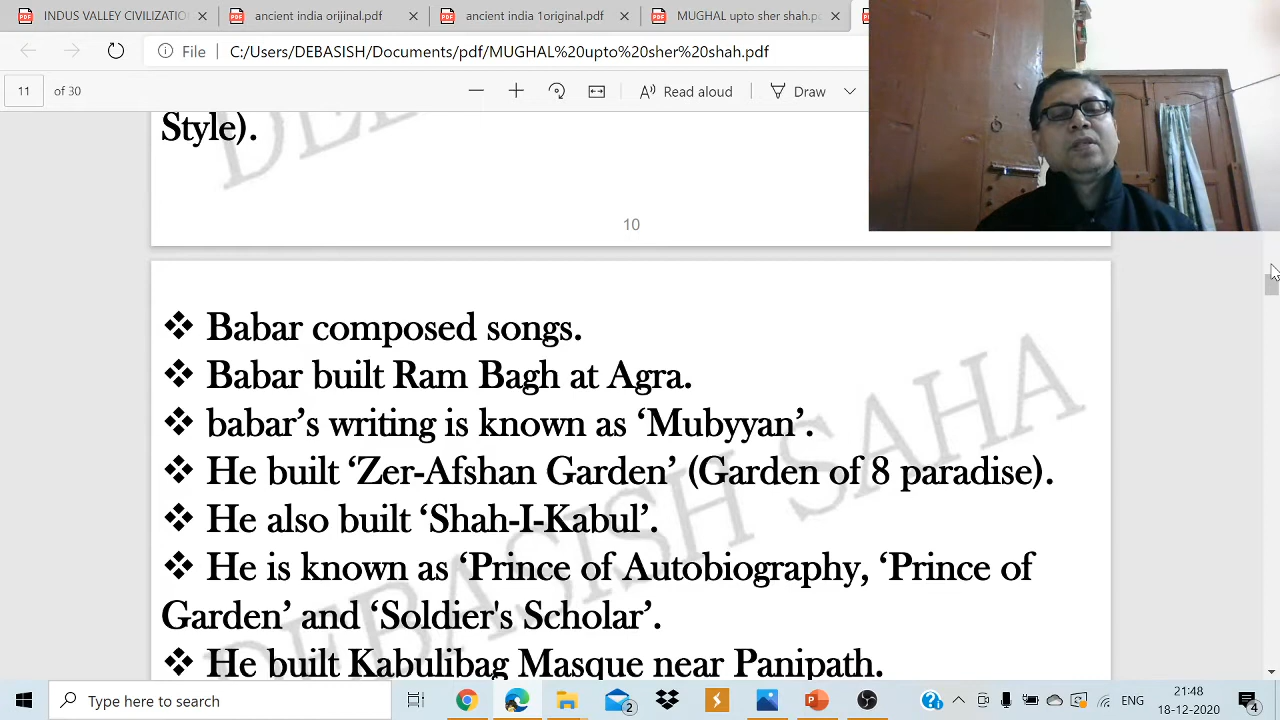 INDUS VALLEY CIVILIZATIO
ancient india orijinal.pdf
ancient india 1original.pdf
MUGHAL upto sher shah.
File
C:/Users/DEBASISH/Documents/pdf/MUGHAL%20upto%20sher%20shah.pdf
11 of 30
Read aloud
Draw
Style).
10
❖ Babar composed songs.
❖ Babar built Ram Bagh at Agra.
❖ babar’s writing is known as ‘Mubyyan’.
❖ He built ‘Zer-Afshan Garden’ (Garden of 8 paradise).
❖ He also built ‘Shah-I-Kabul’.
❖ He is known as ‘Prince of Autobiography, ‘Prince of
Garden’ and ‘Soldier's Scholar’.
❖ He built Kabulibag Masque near Panipath.
DEBASISH SAHA
Type here to search
2
ENG
21:48
18-12-2020
4